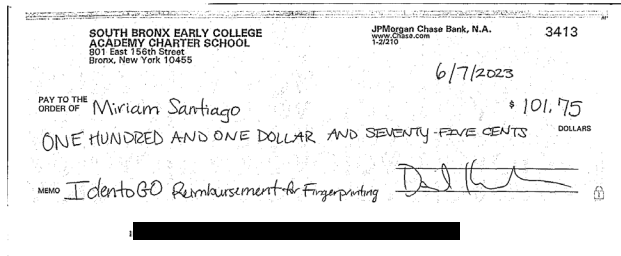 SOUTH BRONX EARLY COLLEGE
ACADEMY CHARTER SCHOOL
801 East 156th Street
Bronx, New York 10455
JPMorgan Chase Bank, N.A.
www.Chase.com
1-2/210
3413
6/7/2023
PAY TO THE
ORDER OF Miriam Santiago
$ 101.75
ONE HUNDRED AND ONE DOLLAR AND SEVENTY-FIVE CENTS DOLLARS
MEMO IdentoGO Reimbursement for Fingerprinting